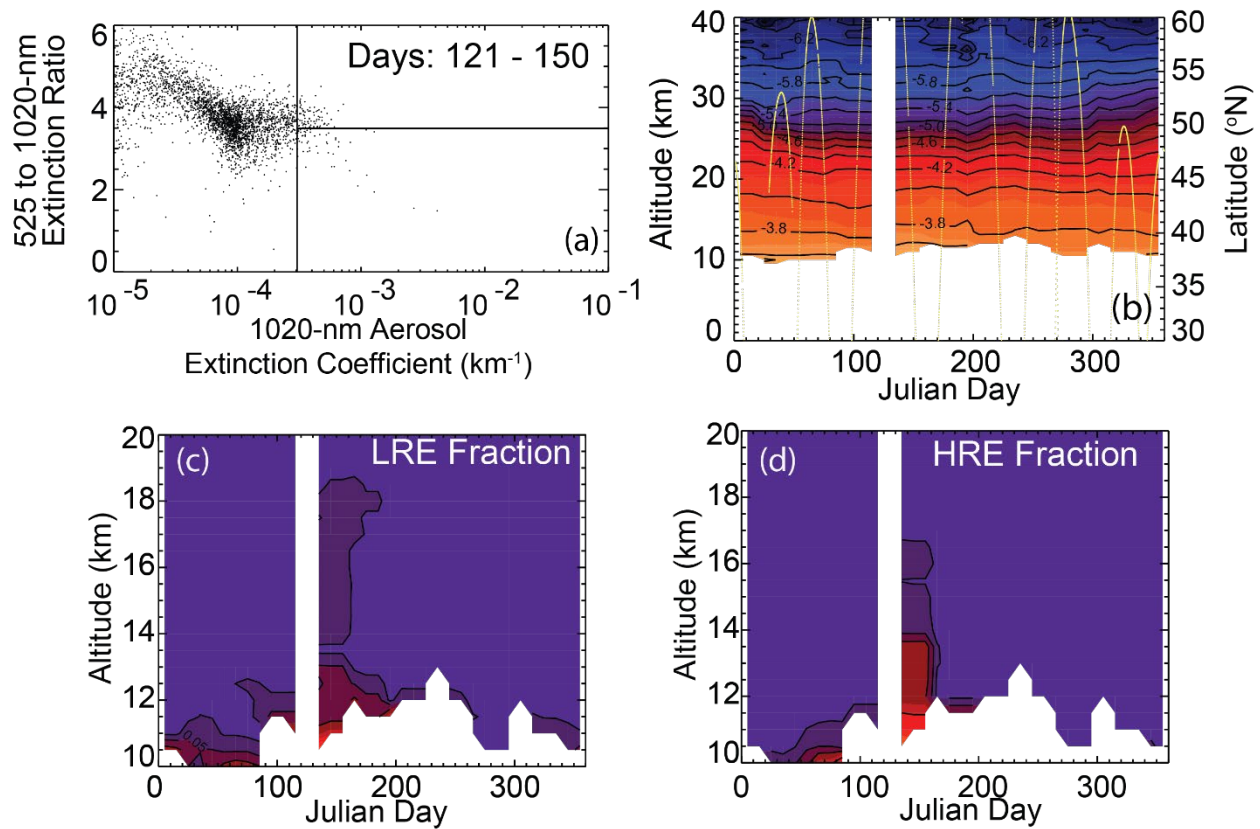 525 to 1020-nm
Extinction Ratio
6
4
2
0
Days: 121 - 150
(a)
10-5 10-4 10-3 10-2 10-1
1020-nm Aerosol
Extinction Coefficient (km-1)
Altitude (km)
40
30
20
10
0
-6.2
-5.8
-5.4
-5.0
-4.6
-4.2
-3.8
-6.2
-5.8
-5.4
-5.0
-4.6
-4.2
-3.8
60
55
50
45
40
35
30
Latitude (oN)
(b)
0 100 200 300
Julian Day
Altitude (km)
20
18
16
14
12
10
(c)
LRE Fraction
0.05
0 100 200 300
Julian Day
Altitude (km)
20
18
16
14
12
10
(d)
HRE Fraction
0 100 200 300
Julian Day